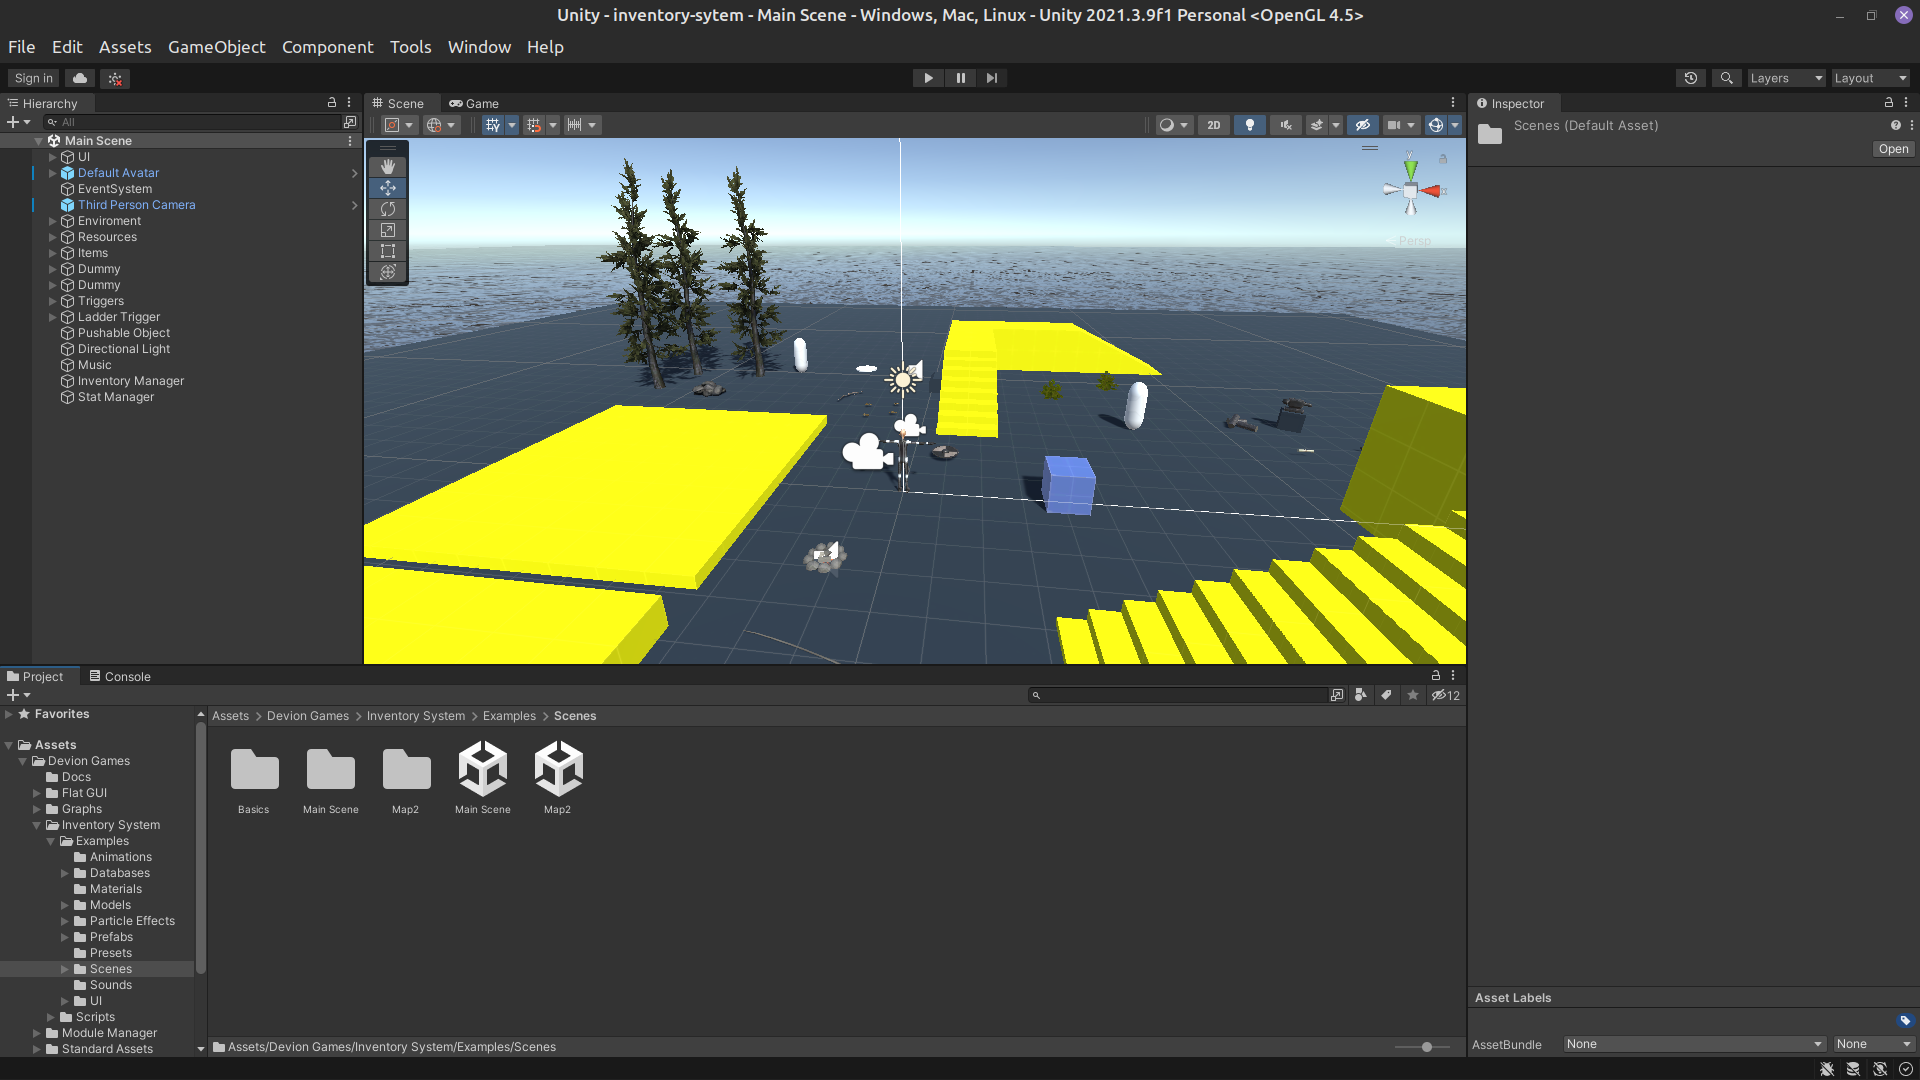 Unity - inventory-sytem - Main Scene - Windows, Mac, Linux - Unity 2021.3.9f1 Personal <OpenGL 4.5>
File Edit Assets GameObject Component Tools Window Help
Sign in
Layers
Layout
Hierarchy
All
Main Scene
UI
Default Avatar
EventSystem
Third Person Camera
Enviroment
Resources
Items
Dummy
Dummy
Triggers
Ladder Trigger
Pushable Object
Directional Light
Music
Inventory Manager
Stat Manager
Scene
Game
2D
y
x
Persp
Inspector
Scenes (Default Asset)
Open
Project
Console
12
Favorites
Assets
Devion Games
Docs
Flat GUI
Graphs
Inventory System
Examples
Animations
Databases
Materials
Models
Particle Effects
Prefabs
Presets
Scenes
Sounds
UI
Scripts
Module Manager
Standard Assets
Assets > Devion Games > Inventory System > Examples > Scenes
Basics
Main Scene
Map2
Main Scene
Map2
Assets/Devion Games/Inventory System/Examples/Scenes
Asset Labels
AssetBundle
None
None